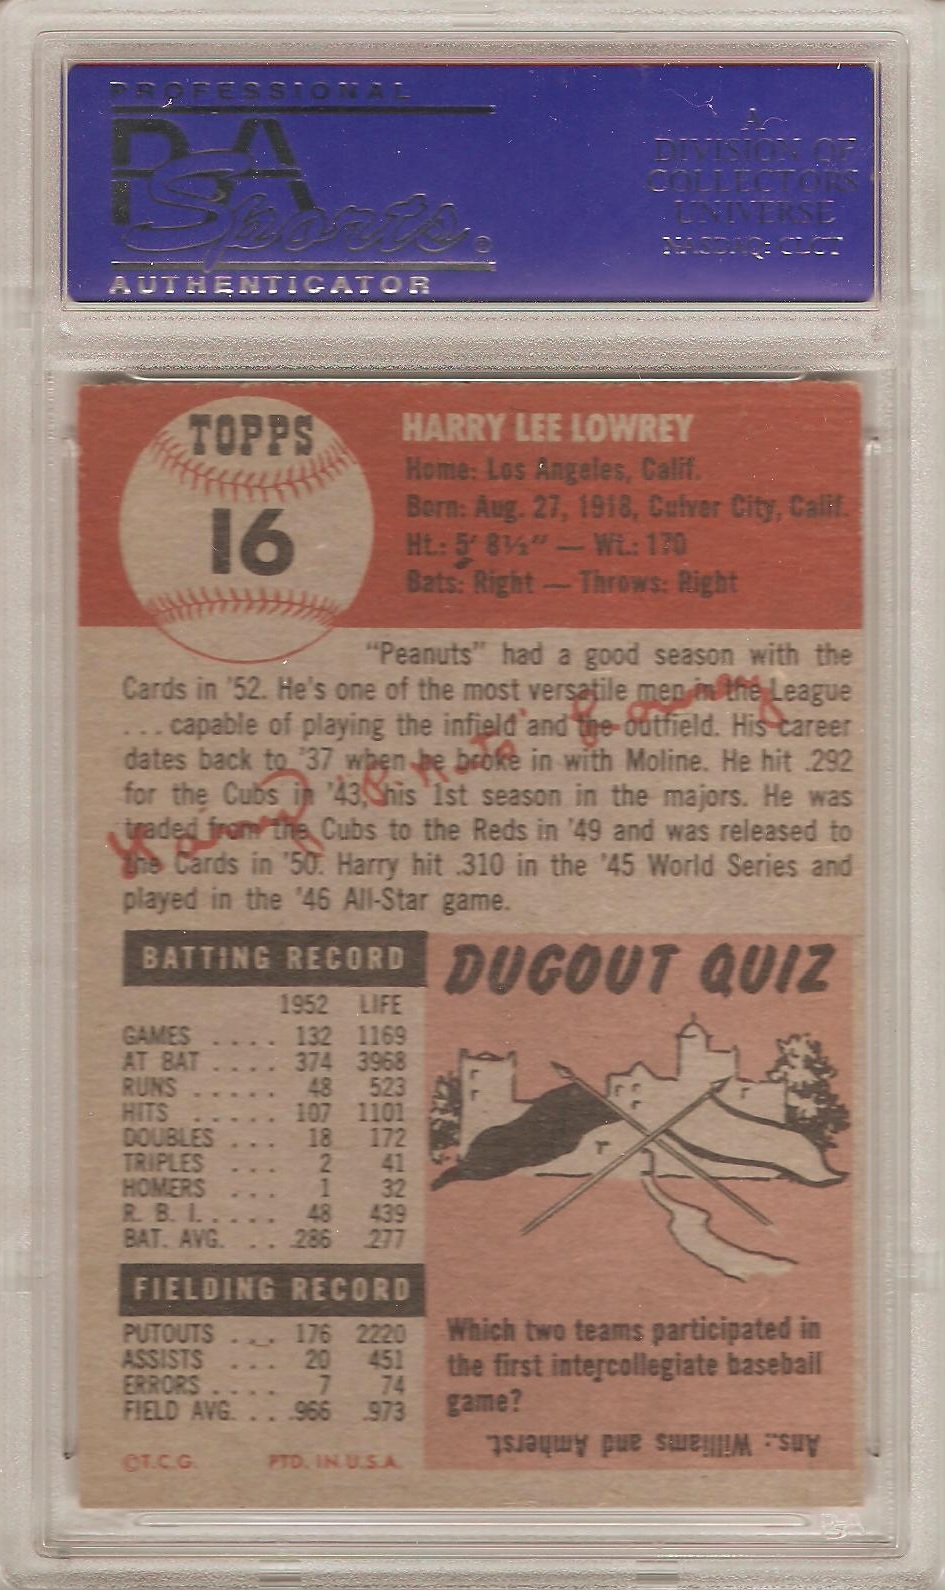 PROFESSIONAL
PSA
Sports®
AUTHENTICATOR
A
DIVISION OF
COLLECTORS
UNIVERSE
NASDAQ: CLCT
TOPPS
16
HARRY LEE LOWREY
Home: Los Angeles, Calif.
Born: Aug. 27, 1918, Culver City, Calif.
Ht.: 5' 8½" — Wt.: 170
Bats: Right — Throws: Right
"Peanuts" had a good season with the
Cards in '52. He's one of the most versatile men in the League
...capable of playing the infield and the outfield. His career
dates back to '37 when he broke in with Moline. He hit .292
for the Cubs in '43, his 1st season in the majors. He was
traded from the Cubs to the Reds in '49 and was released to
the Cards in '50. Harry hit .310 in the '45 World Series and
played in the '46 All-Star game.
Harry "P-Nuts" Lowrey
BATTING RECORD
1952 LIFE
GAMES .... 132 1169
AT BAT .... 374 3968
RUNS ..... 48 523
HITS ..... 107 1101
DOUBLES ... 18 172
TRIPLES ... 2 41
HOMERS ... 1 32
R. B. I. .... 48 439
BAT. AVG. .. .286 .277
FIELDING RECORD
PUTOUTS ... 176 2220
ASSISTS ... 20 451
ERRORS .... 7 74
FIELD AVG. .. .966 .973
©T.C.G. PTD. IN U.S.A.
DUGOUT QUIZ
Which two teams participated in
the first intercollegiate baseball
game?
Ans.: Williams and Amherst.
PSA